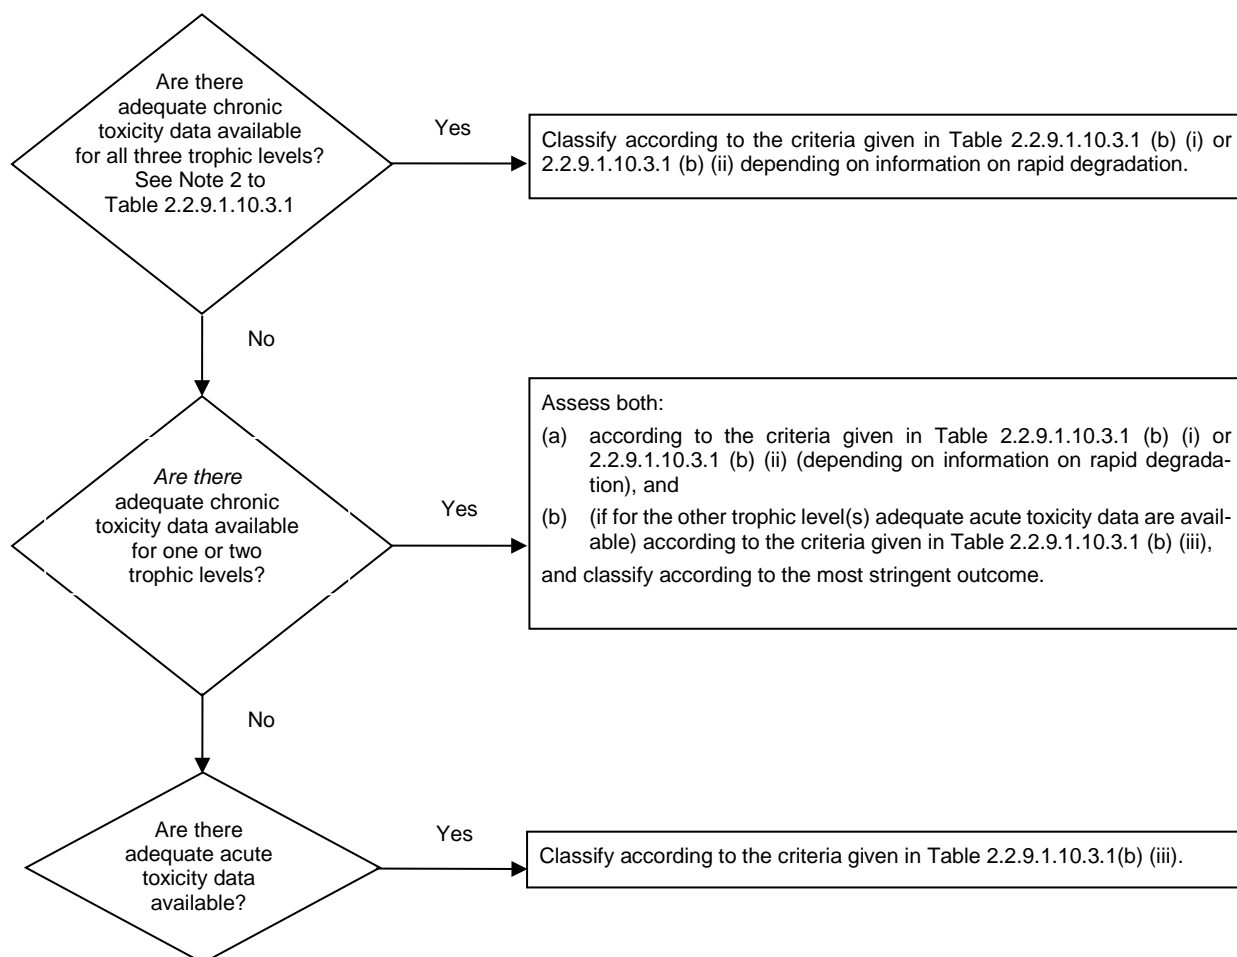 Are there
adequate chronic
toxicity data available
for all three trophic levels?
See Note 2 to
Table 2.2.9.1.10.3.1
Yes
Classify according to the criteria given in Table 2.2.9.1.10.3.1 (b) (i) or
2.2.9.1.10.3.1 (b) (ii) depending on information on rapid degradation.
No
Are there
adequate chronic
toxicity data available
for one or two
trophic levels?
Yes
Assess both:
(a) according to the criteria given in Table 2.2.9.1.10.3.1 (b) (i) or
2.2.9.1.10.3.1 (b) (ii) (depending on information on rapid degrada-
tion), and
(b) (if for the other trophic level(s) adequate acute toxicity data are avail-
able) according to the criteria given in Table 2.2.9.1.10.3.1 (b) (iii),
and classify according to the most stringent outcome.
No
Are there
adequate acute
toxicity data
available?
Yes
Classify according to the criteria given in Table 2.2.9.1.10.3.1(b) (iii).